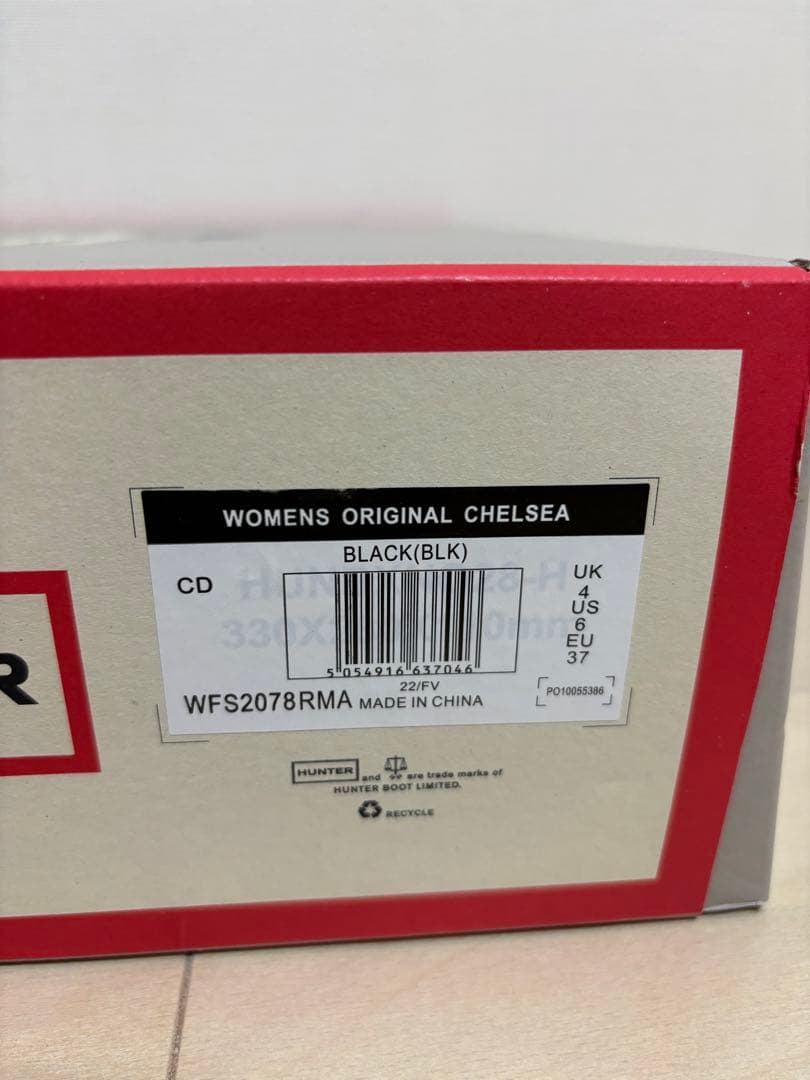 WOMENS ORIGINAL CHELSEA
BLACK(BLK)
CD
UK
4
US
6
EU
37
5 054916 637046
22/FV
WFS2078RMA MADE IN CHINA
PO10055386
R
HUNTER and are trade marks of
HUNTER BOOT LIMITED.
RECYCLE